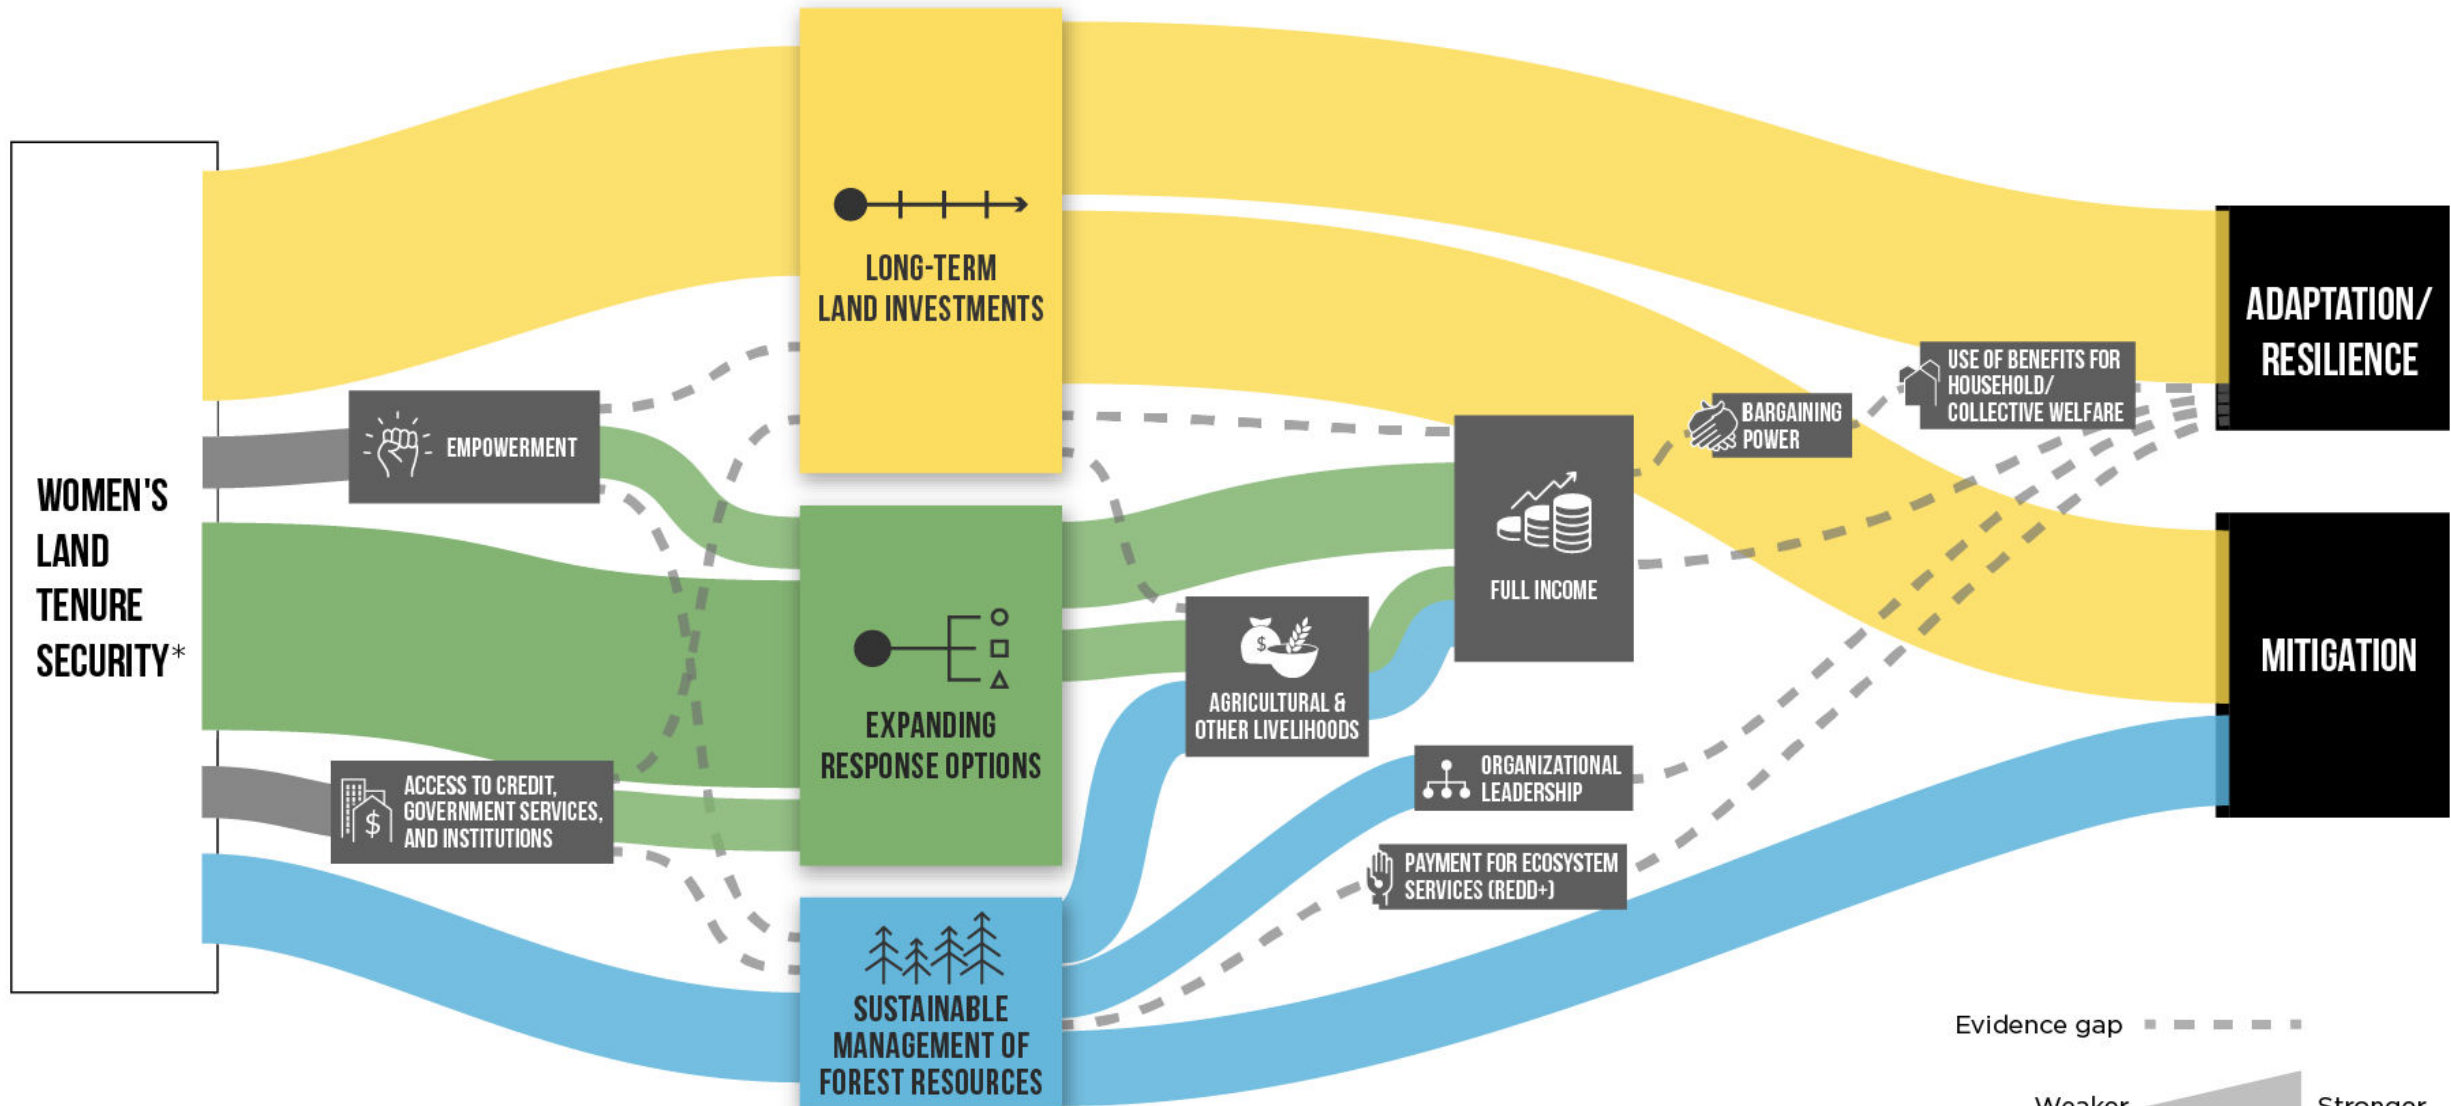 WOMEN'S
LAND
TENURE
SECURITY*
EMPOWERMENT
ACCESS TO CREDIT,
GOVERNMENT SERVICES,
AND INSTITUTIONS
$
LONG-TERM
LAND INVESTMENTS
EXPANDING
RESPONSE OPTIONS
SUSTAINABLE
MANAGEMENT OF
FOREST RESOURCES
$
AGRICULTURAL &
OTHER LIVELIHOODS
FULL INCOME
ORGANIZATIONAL
LEADERSHIP
PAYMENT FOR ECOSYSTEM
SERVICES (REDD+)
BARGAINING
POWER
USE OF BENEFITS FOR
HOUSEHOLD/
COLLECTIVE WELFARE
ADAPTATION/
RESILIENCE
MITIGATION
Evidence gap
Weaker
Stronger